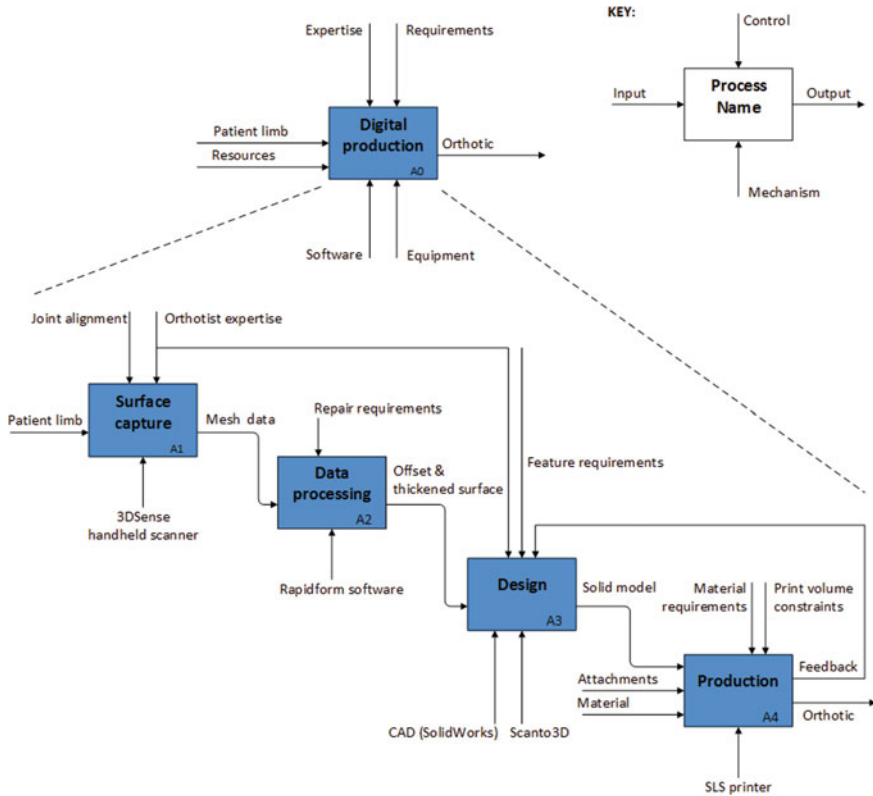 KEY:
Expertise
Requirements
Control
Input
Process
Name
Output
Mechanism
Patient limb
Resources
Digital
production
A0
Orthotic
Software
Equipment
Joint alignment
Orthotist expertise
Patient limb
Surface
capture
A1
Mesh data
3DSense
handheld scanner
Repair requirements
Data
processing
A2
Offset &
thickened surface
Rapidform software
Feature requirements
Design
A3
Solid model
CAD (SolidWorks)
Scanto3D
Material
requirements
Print volume
constraints
Attachments
Material
Production
A4
Feedback
Orthotic
SLS printer